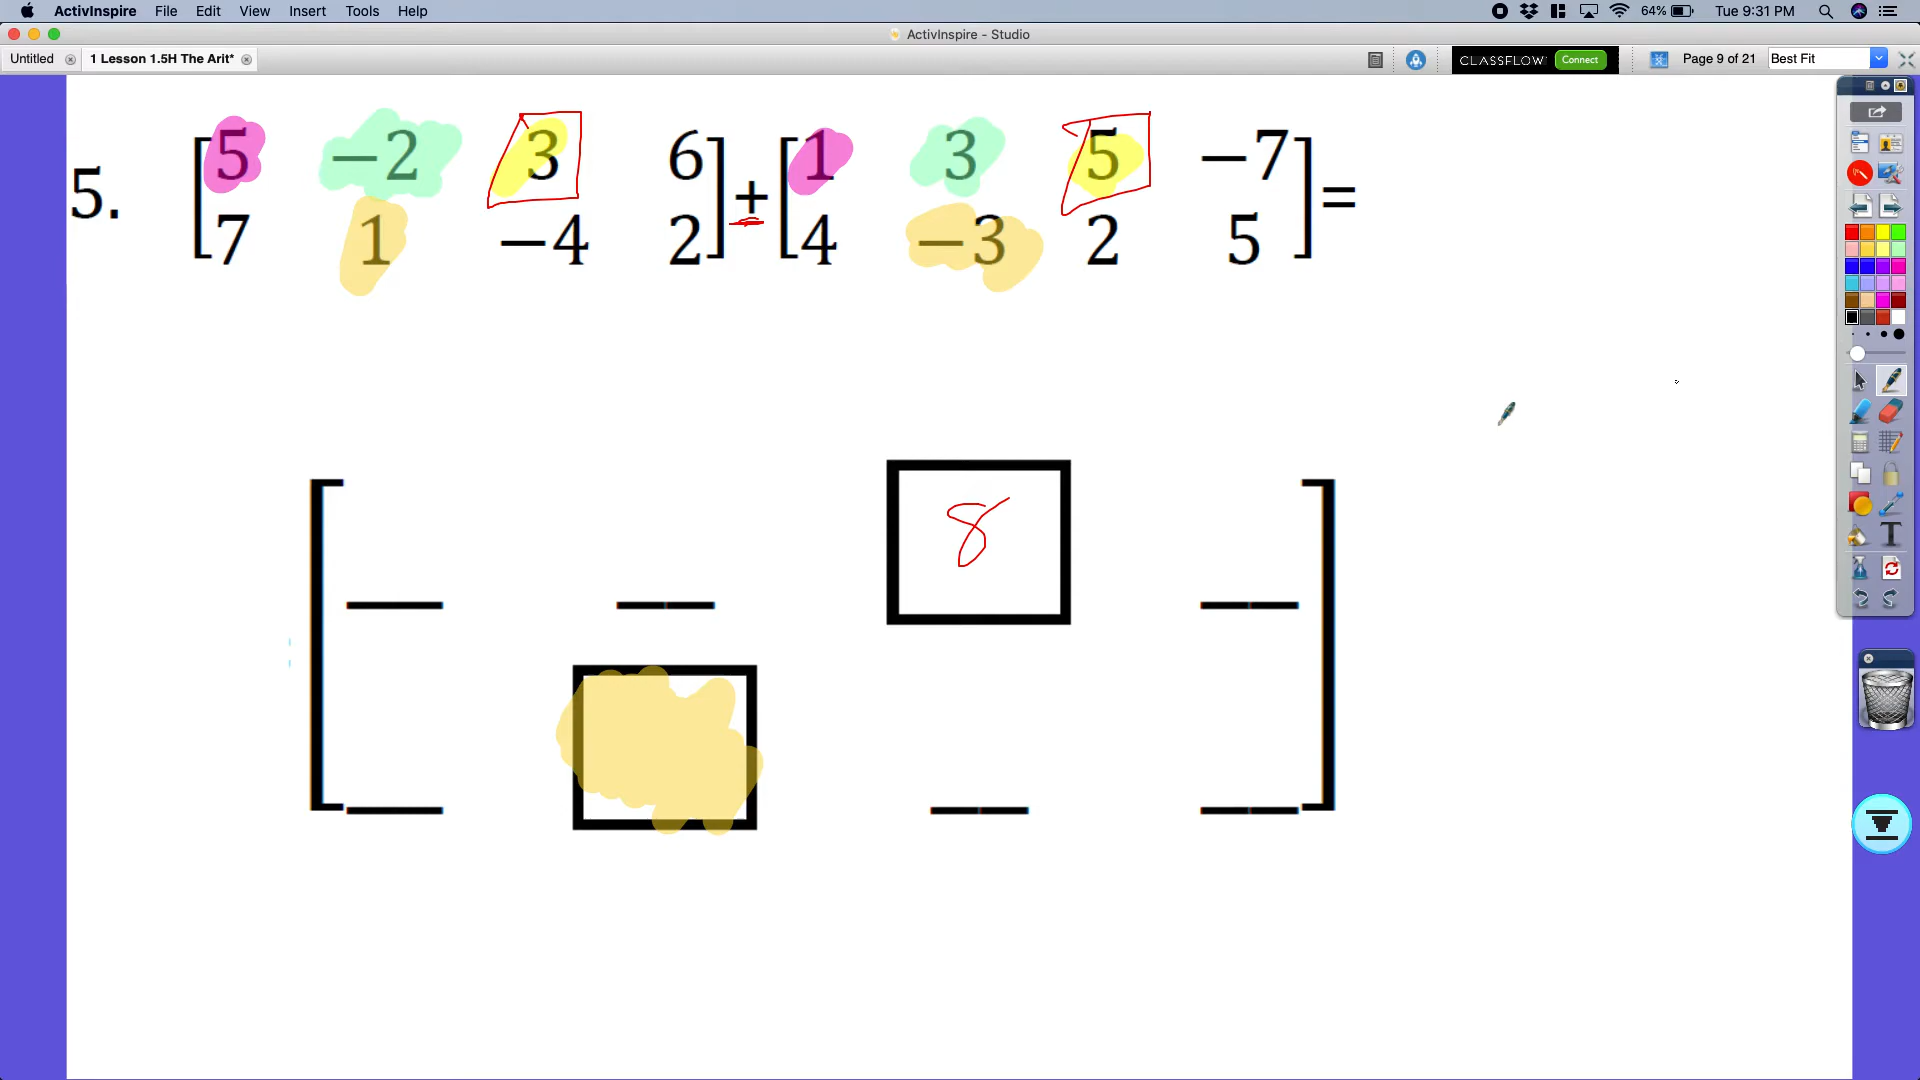 ActivInspire File Edit View Insert Tools Help 64% Tue 9:31 PM
ActivInspire - Studio
Untitled 1 Lesson 1.5H The Arit* CLASSFLOW Connect Page 9 of 21 Best Fit
5. [5 −2 3 6] ± [1 3 5 −7] =
[7 1 −4 2] [4 −3 2 5]
8
T